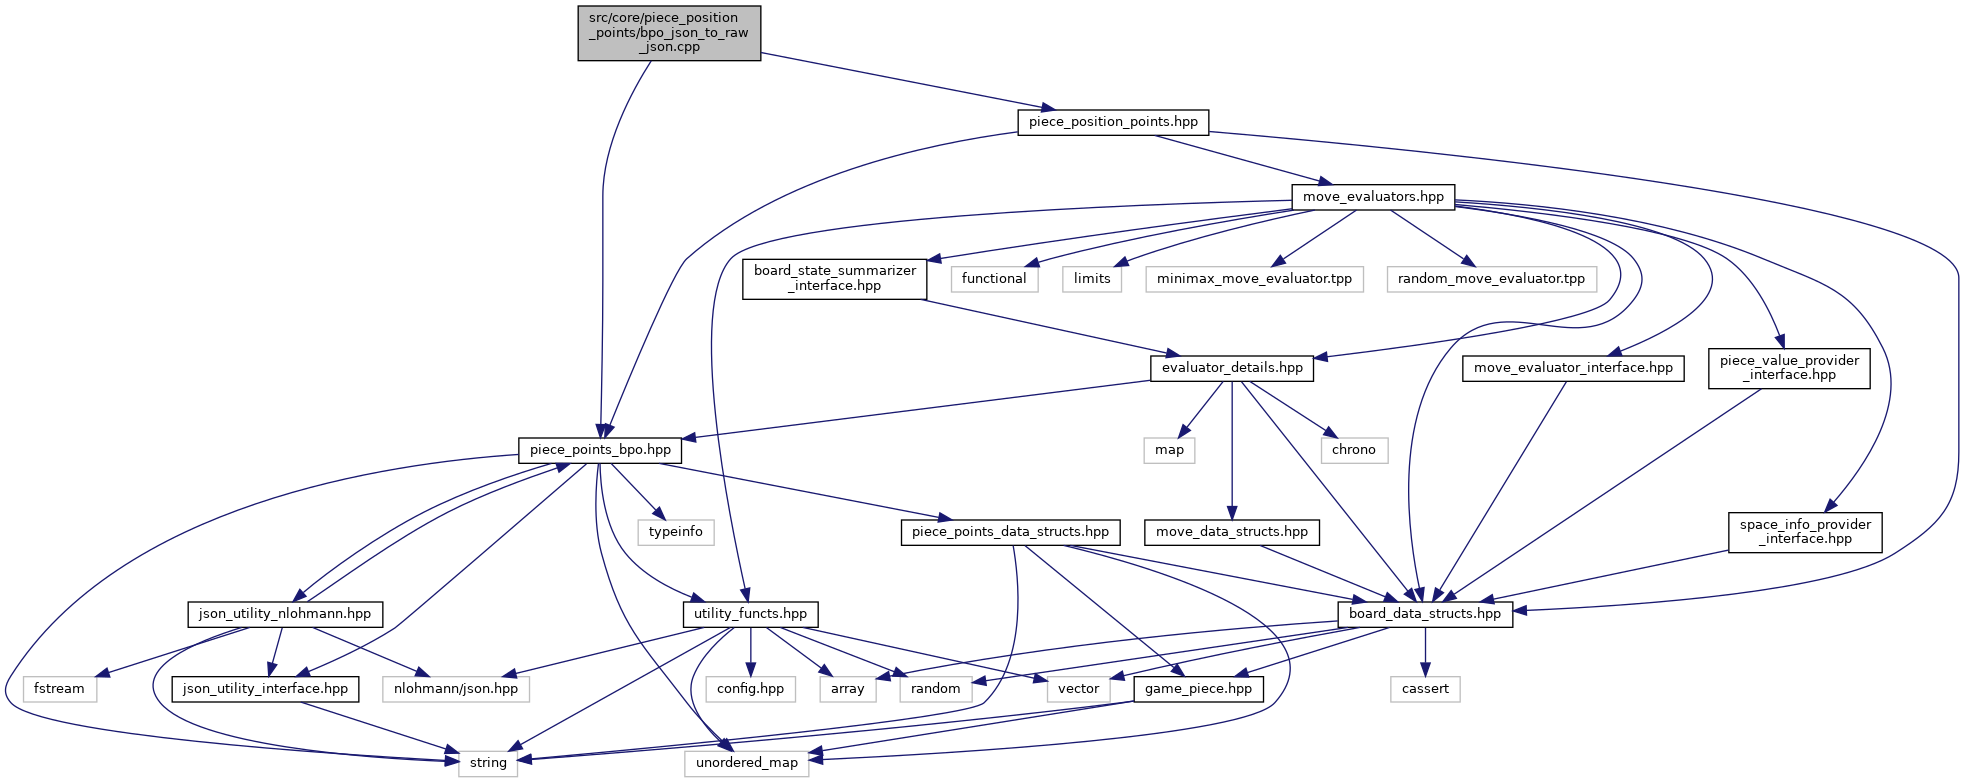 src/core/piece_position
_points/bpo_json_to_raw
_json.cpp
piece_position_points.hpp
move_evaluators.hpp
board_state_summarizer
_interface.hpp
functional
limits
minimax_move_evaluator.tpp
random_move_evaluator.tpp
evaluator_details.hpp
move_evaluator_interface.hpp
piece_value_provider
_interface.hpp
piece_points_bpo.hpp
map
chrono
typeinfo
piece_points_data_structs.hpp
move_data_structs.hpp
space_info_provider
_interface.hpp
json_utility_nlohmann.hpp
utility_functs.hpp
board_data_structs.hpp
fstream
json_utility_interface.hpp
nlohmann/json.hpp
config.hpp
array
random
vector
game_piece.hpp
cassert
string
unordered_map